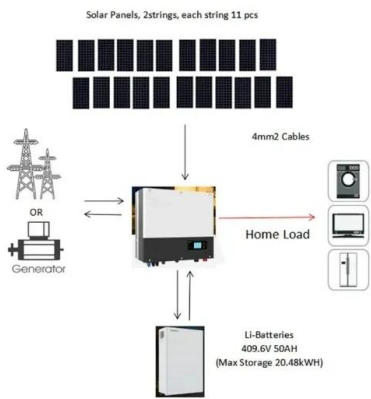 Solar Panels, 2strings, each string 11 pcs
4mm2 Cables
OR
Generator
Home Load
Li-Batteries
409.6V 50AH
(Max Storage 20.48kWH)